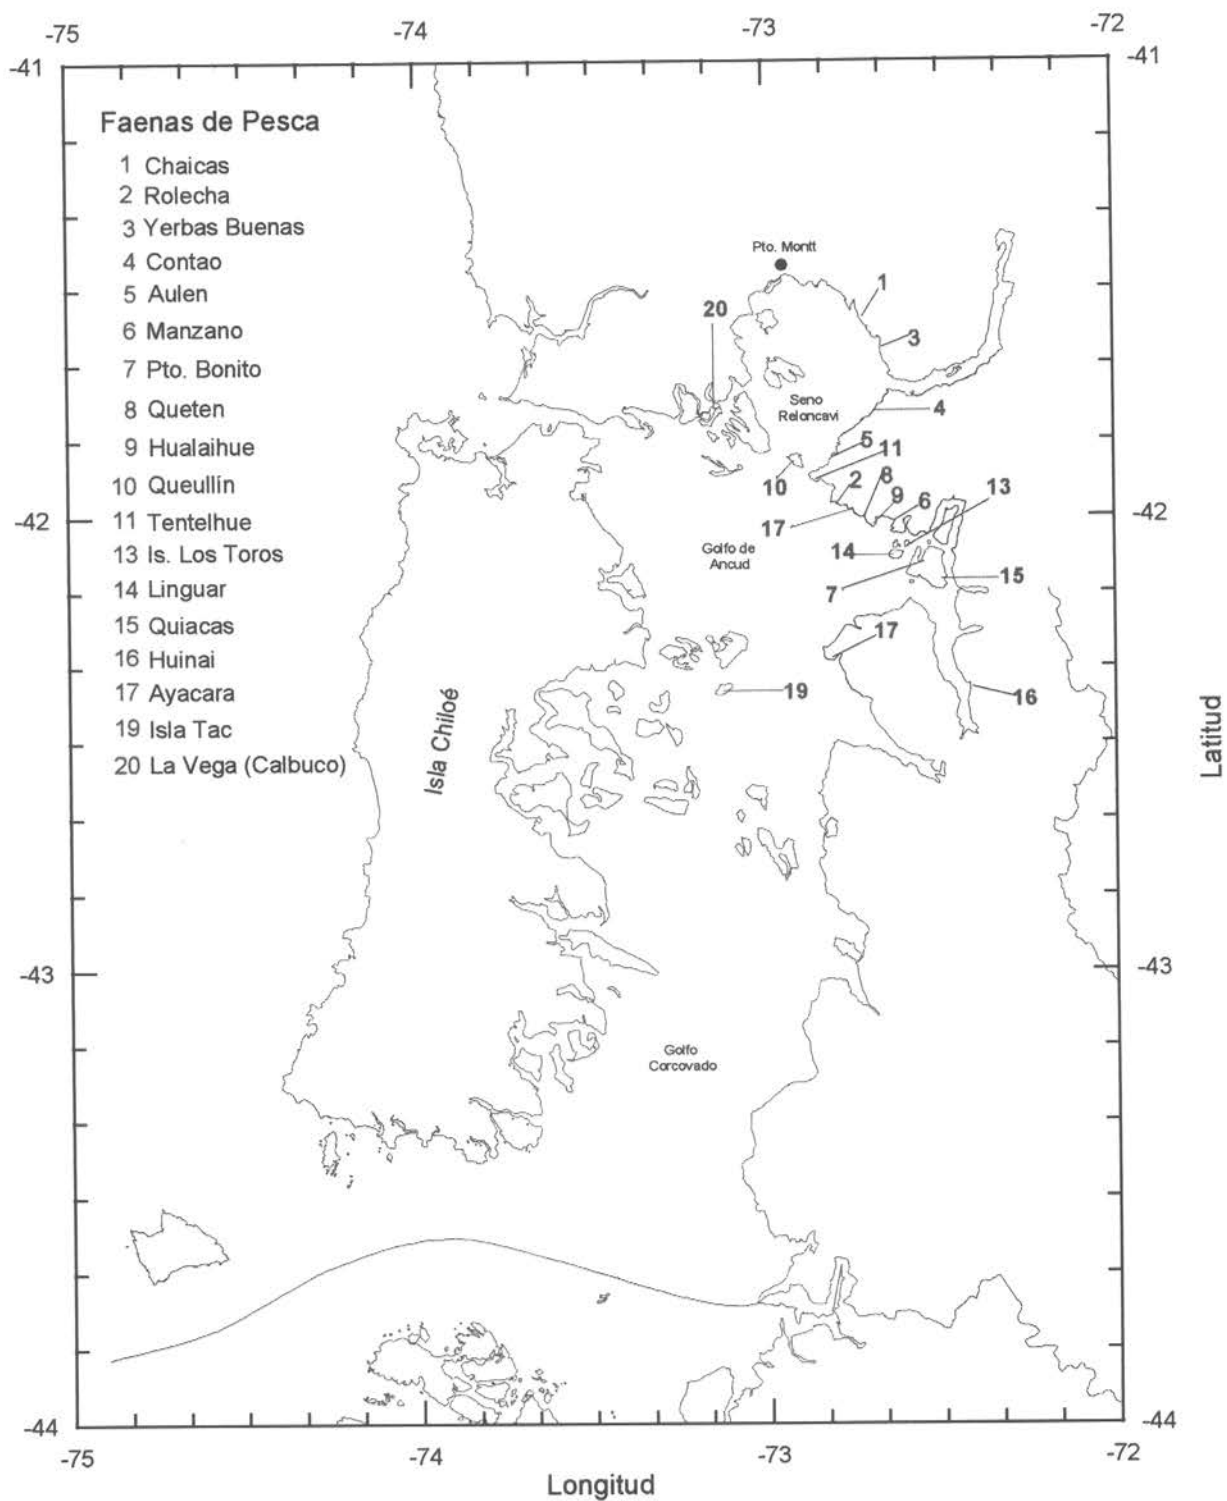 -75
-74
-73
-72
-41
-41
Faenas de Pesca
1 Chaicas
2 Rolecha
3 Yerbas Buenas
4 Contao
5 Aulen
6 Manzano
7 Pto. Bonito
8 Queten
9 Hualaihue
10 Queullín
11 Tentelhue
13 Is. Los Toros
14 Linguar
15 Quiacas
16 Huinai
17 Ayacara
19 Isla Tac
20 La Vega (Calbuco)
Pto. Montt
1
20
3
Seno
Reloncavi
4
5
11
10
2
8
9
6
13
17
-42
-42
Golfo de
Ancud
14
7
15
17
19
16
Isla Chiloé
Latitud
-43
-43
Golfo
Corcovado
-44
-44
-75
-74
-73
-72
Longitud